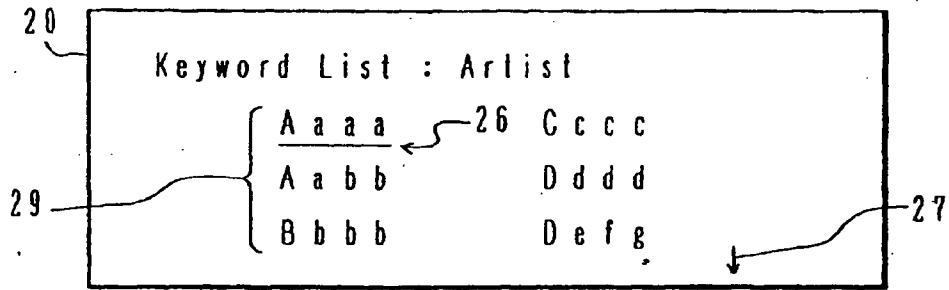 20
Keyword List : Artist
Aaaa 26 Cccc
Aabb Dddd
29 27
Bbbb Defg